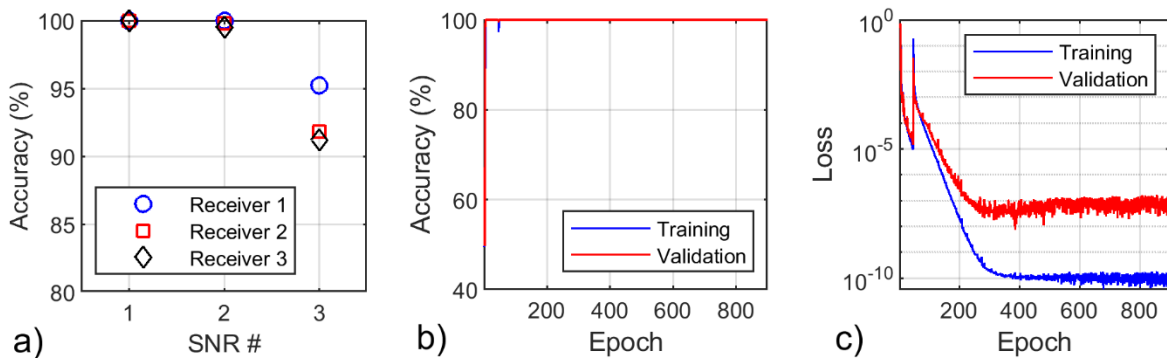 Accuracy (%)
100
95
90
85
80
Receiver 1
Receiver 2
Receiver 3
1 2 3
SNR #
a)
Accuracy (%)
100
80
60
40
Training
Validation
200 400 600 800
Epoch
b)
Loss
10^0
10^-5
10^-10
Training
Validation
200 400 600 800
Epoch
c)